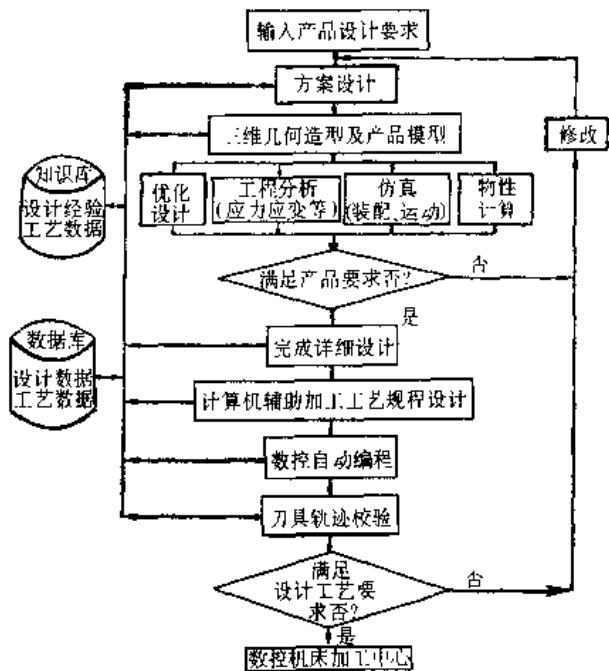 输入产品设计要求
方案设计
三维几何造型及产品模型
修改
知识库
设计经验
工艺数据
优化
设计
工程分析
(应力应变等)
仿真
(装配、运动)
物性
计算
满足产品要求否?
否
是
数据库
设计数据
工艺数据
完成详细设计
计算机辅助加工工艺规程设计
数控自动编程
刀具轨迹校验
满足
设计工艺要
求否?
否
是
数控机床加工中心